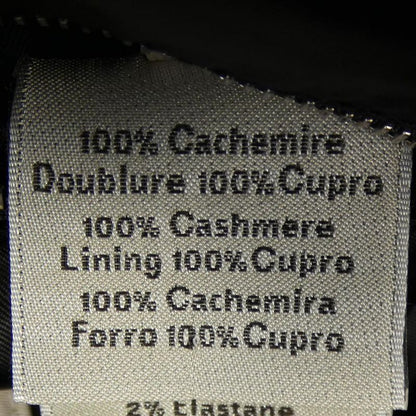 100% Cachemire
Doublure 100% Cupro
100% Cashmere
Lining 100% Cupro
100% Cachemira
Forro 100% Cupro
2% Elastane